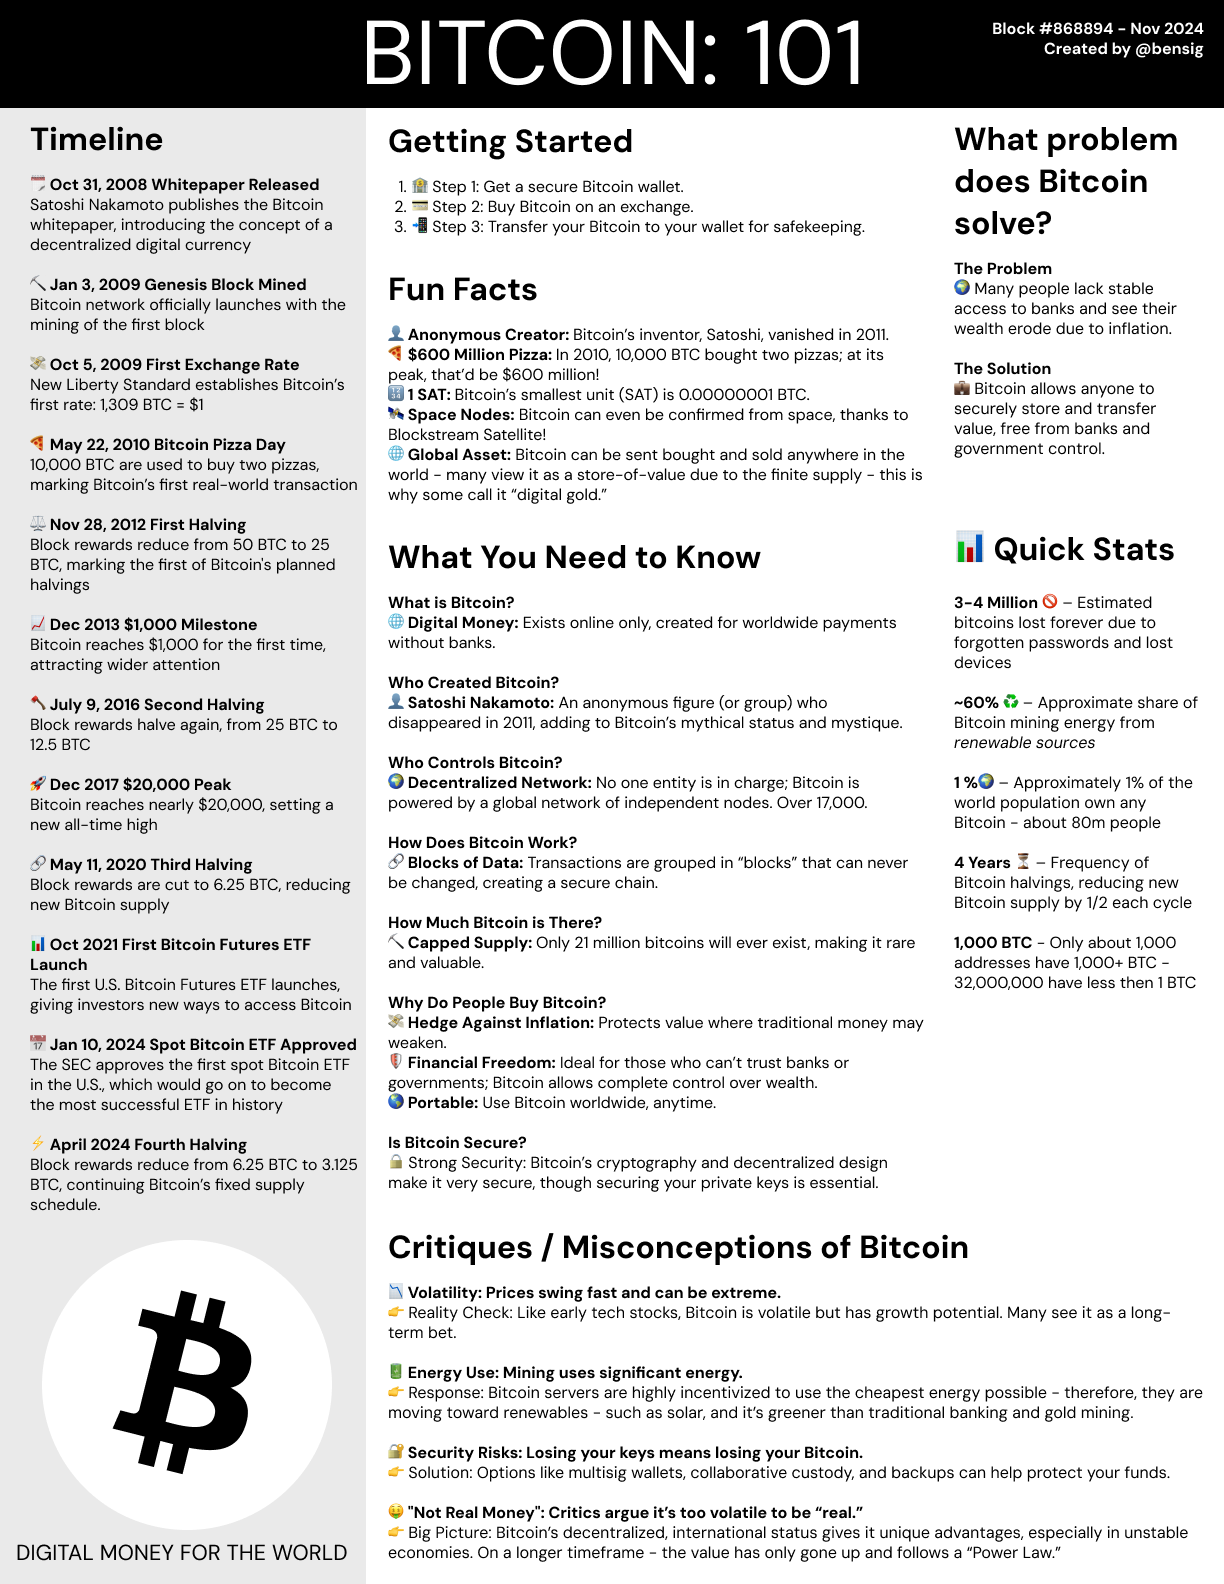 BITCOIN: 101
Block #868894 - Nov 2024
Created by @bensig
Timeline
Oct 31, 2008 Whitepaper Released
Satoshi Nakamoto publishes the Bitcoin
whitepaper, introducing the concept of a
decentralized digital currency
Jan 3, 2009 Genesis Block Mined
Bitcoin network officially launches with the
mining of the first block
Oct 5, 2009 First Exchange Rate
New Liberty Standard establishes Bitcoin's
first rate: 1,309 BTC = $1
May 22, 2010 Bitcoin Pizza Day
10,000 BTC are used to buy two pizzas,
marking Bitcoin's first real-world transaction
Nov 28, 2012 First Halving
Block rewards reduce from 50 BTC to 25
BTC, marking the first of Bitcoin's planned
halvings
Dec 2013 $1,000 Milestone
Bitcoin reaches $1,000 for the first time,
attracting wider attention
July 9, 2016 Second Halving
Block rewards halve again, from 25 BTC to
12.5 BTC
Dec 2017 $20,000 Peak
Bitcoin reaches nearly $20,000, setting a
new all-time high
May 11, 2020 Third Halving
Block rewards are cut to 6.25 BTC, reducing
new Bitcoin supply
Oct 2021 First Bitcoin Futures ETF
Launch
The first U.S. Bitcoin Futures ETF launches,
giving investors new ways to access Bitcoin
Jan 10, 2024 Spot Bitcoin ETF Approved
The SEC approves the first spot Bitcoin ETF
in the U.S., which would go on to become
the most successful ETF in history
April 2024 Fourth Halving
Block rewards reduce from 6.25 BTC to 3.125
BTC, continuing Bitcoin's fixed supply
schedule.
DIGITAL MONEY FOR THE WORLD
Getting Started
1. Step 1: Get a secure Bitcoin wallet.
2. Step 2: Buy Bitcoin on an exchange.
3. Step 3: Transfer your Bitcoin to your wallet for safekeeping.
Fun Facts
Anonymous Creator: Bitcoin's inventor, Satoshi, vanished in 2011.
$600 Million Pizza: In 2010, 10,000 BTC bought two pizzas; at its
peak, that'd be $600 million!
1 SAT: Bitcoin's smallest unit (SAT) is 0.00000001 BTC.
Space Nodes: Bitcoin can even be confirmed from space, thanks to
Blockstream Satellite!
Global Asset: Bitcoin can be sent bought and sold anywhere in the
world - many view it as a store-of-value due to the finite supply - this is
why some call it “digital gold.”
What You Need to Know
What is Bitcoin?
Digital Money: Exists online only, created for worldwide payments
without banks.
Who Created Bitcoin?
Satoshi Nakamoto: An anonymous figure (or group) who
disappeared in 2011, adding to Bitcoin's mythical status and mystique.
Who Controls Bitcoin?
Decentralized Network: No one entity is in charge; Bitcoin is
powered by a global network of independent nodes. Over 17,000.
How Does Bitcoin Work?
Blocks of Data: Transactions are grouped in “blocks” that can never
be changed, creating a secure chain.
How Much Bitcoin is There?
Capped Supply: Only 21 million bitcoins will ever exist, making it rare
and valuable.
Why Do People Buy Bitcoin?
Hedge Against Inflation: Protects value where traditional money may
weaken.
Financial Freedom: Ideal for those who can't trust banks or
governments; Bitcoin allows complete control over wealth.
Portable: Use Bitcoin worldwide, anytime.
Is Bitcoin Secure?
Strong Security: Bitcoin's cryptography and decentralized design
make it very secure, though securing your private keys is essential.
What problem
does Bitcoin
solve?
The Problem
Many people lack stable
access to banks and see their
wealth erode due to inflation.
The Solution
Bitcoin allows anyone to
securely store and transfer
value, free from banks and
government control.
Quick Stats
3-4 Million – Estimated
bitcoins lost forever due to
forgotten passwords and lost
devices
~60% – Approximate share of
Bitcoin mining energy from
renewable sources
1 % – Approximately 1% of the
world population own any
Bitcoin - about 80m people
4 Years – Frequency of
Bitcoin halvings, reducing new
Bitcoin supply by 1/2 each cycle
1,000 BTC - Only about 1,000
addresses have 1,000+ BTC -
32,000,000 have less then 1 BTC
Critiques / Misconceptions of Bitcoin
Volatility: Prices swing fast and can be extreme.
Reality Check: Like early tech stocks, Bitcoin is volatile but has growth potential. Many see it as a long-
term bet.
Energy Use: Mining uses significant energy.
Response: Bitcoin servers are highly incentivized to use the cheapest energy possible - therefore, they are
moving toward renewables - such as solar, and it's greener than traditional banking and gold mining.
Security Risks: Losing your keys means losing your Bitcoin.
Solution: Options like multisig wallets, collaborative custody, and backups can help protect your funds.
"Not Real Money": Critics argue it's too volatile to be “real.”
Big Picture: Bitcoin's decentralized, international status gives it unique advantages, especially in unstable
economies. On a longer timeframe - the value has only gone up and follows a “Power Law.”